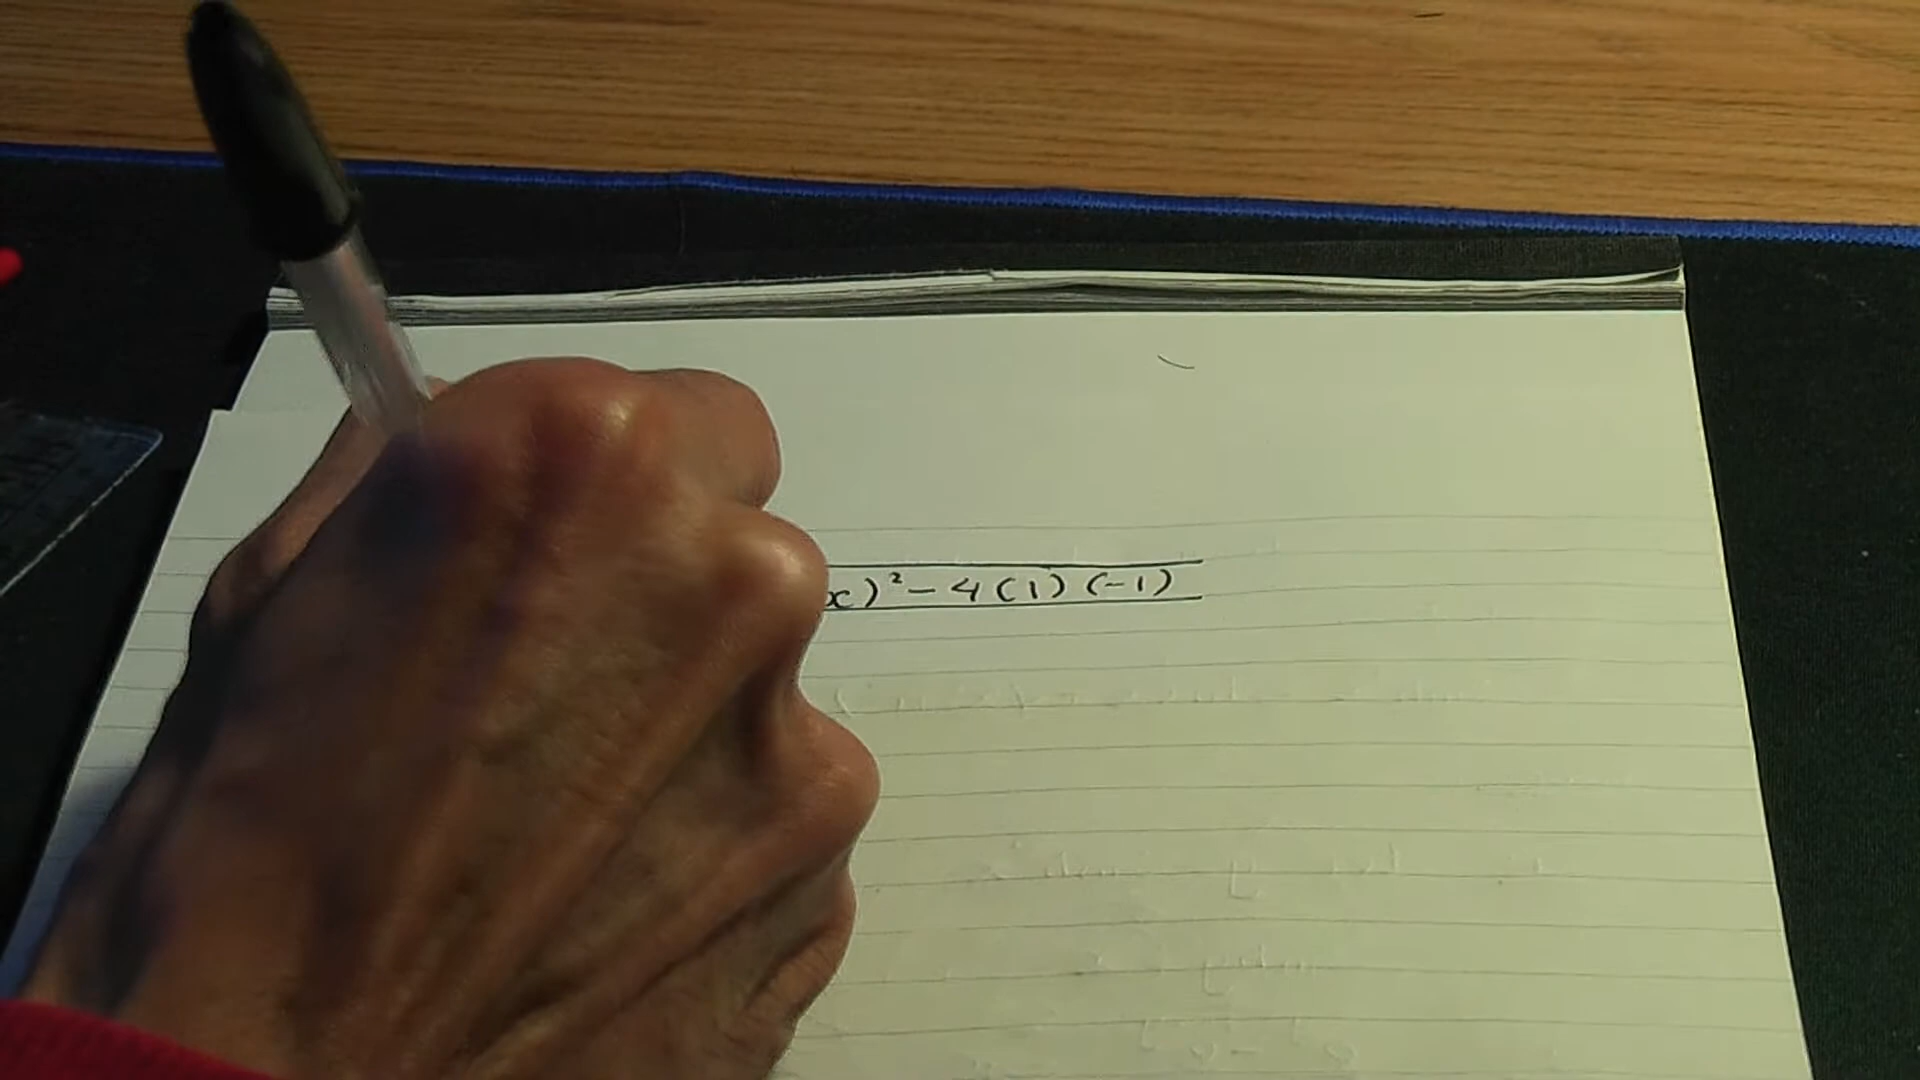 x)² - 4 (1) (-1)